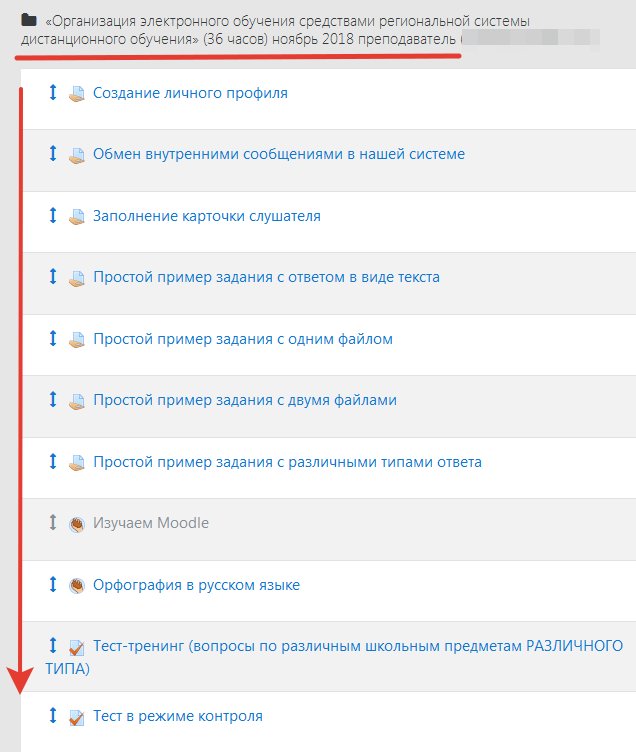 «Организация электронного обучения средствами региональной системы
дистанционного обучения» (36 часов) ноябрь 2018 преподаватель (
Создание личного профиля
Обмен внутренними сообщениями в нашей системе
Заполнение карточки слушателя
Простой пример задания с ответом в виде текста
Простой пример задания с одним файлом
Простой пример задания с двумя файлами
Простой пример задания с различными типами ответа
Изучаем Moodle
Орфография в русском языке
Тест-тренинг (вопросы по различным школьным предметам РАЗЛИЧНОГО
ТИПА)
Тест в режиме контроля